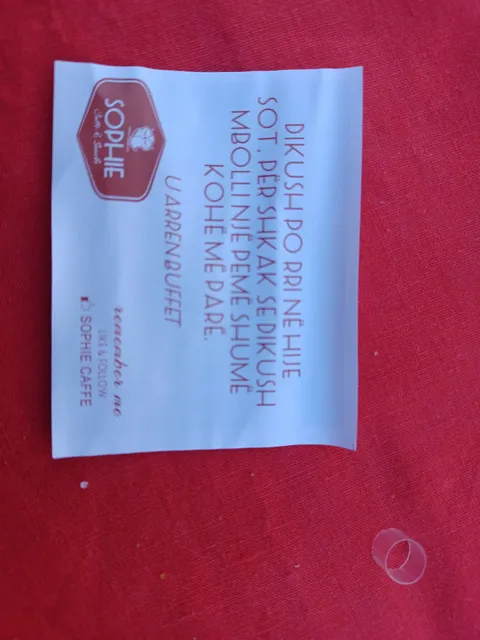 DIKUSH PO RRI NË HIJE
SOT, PËR SHKAK SE DIKUSH
MBOLLI NJË PEMË SHUMË
KOHË MË PARË.
UARREN BUFFET
SOPHIE
remember me
LIKE & FOLLOW
SOPHIE CAFFE